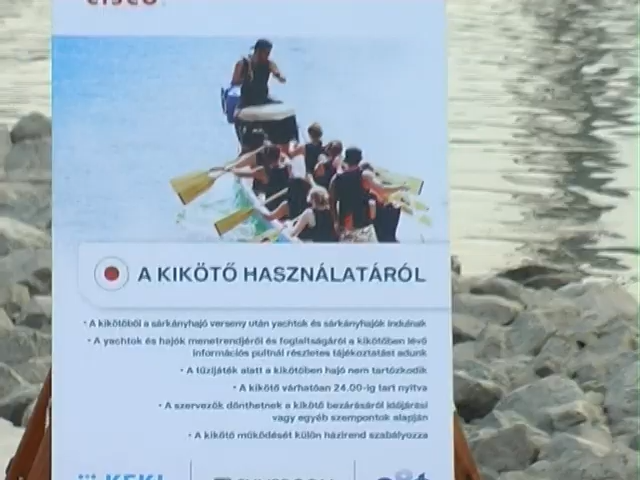 A KIKÖTŐ HASZNÁLATÁRÓL
• A kikötőből a sárkányhajó verseny után yachtok és sárkányhajók indulnak
• A yachtok és hajók menetrendjéről és foglaltságáról a kikötőben lévő
információs pultnál részletes tájékoztatást adunk
• A tűzijáték alatt a kikötőben hajó nem tartózkodik
• A kikötő várhatóan 24.00-ig tart nyitva
• A szervezők dönthetnek a kikötő bezárásáról időjárási
vagy egyéb szempontok alapján
• A kikötő működését külön házirend szabályozza